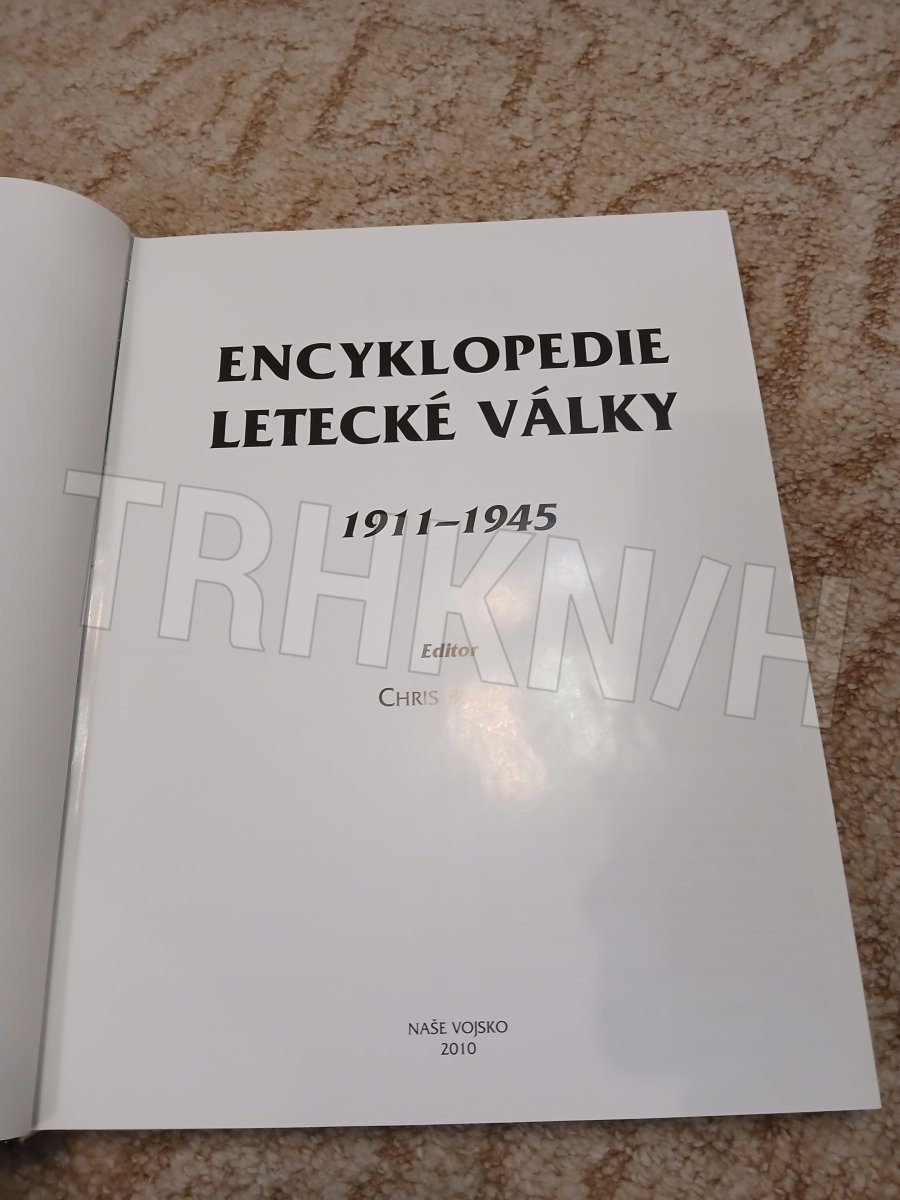 ENCYKLOPEDIE
LETECKÉ VÁLKY
1911–1945
TRHKNIH
Editor
CHRIS
NAŠE VOJSKO
2010